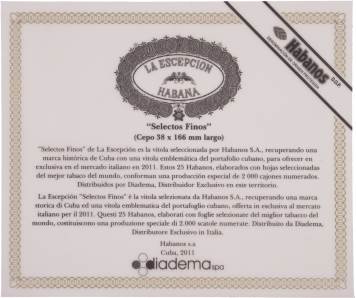 Habanos
D.O.P.
LA ESCEPCION
HABANA
"Selectos Finos"
(Cepo 38 x 166 mm largo)
"Selectos Finos" de La Escepción es la vitola seleccionada por Habanos S.A., recuperando una
marca histórica de Cuba con una vitola emblemática del portafolio cubano, para ofrecer en
exclusiva en el mercado italiano en 2011. Estos 25 Habanos, elaborados con hojas seleccionadas
del mejor tabaco del mundo, conforman una producción especial de 2 000 cajones numerados.
Distribuidos por Diadema, Distribuidor Exclusivo en este territorio.
La Escepción "Selectos Finos" è la vitola selezionata da Habanos S.A., recuperando una marca
storica di Cuba ed una vitola emblematica del portafoglio cubano, offerta in exclusiva al mercato
italiano per il 2011. Questi 25 Habanos, elaborati con foglie selezionate del miglior tabacco del
mondo, costituiscono una produzione speciale di 2.000 scatole numerate. Distribuito da Diadema,
Distributore Exclusivo in Italia.
Habanos s.a
Cuba, 2011
diadema spa